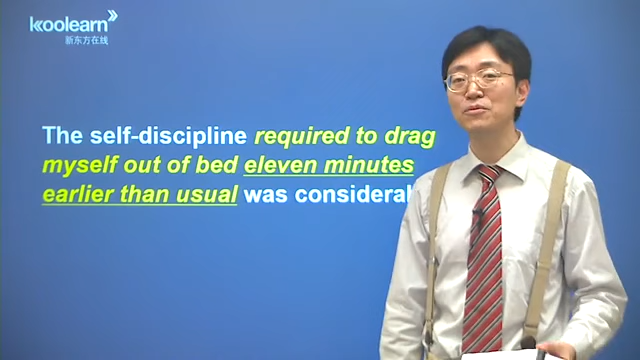 koolearn
新东方在线
The self-discipline required to drag
myself out of bed eleven minutes
earlier than usual was